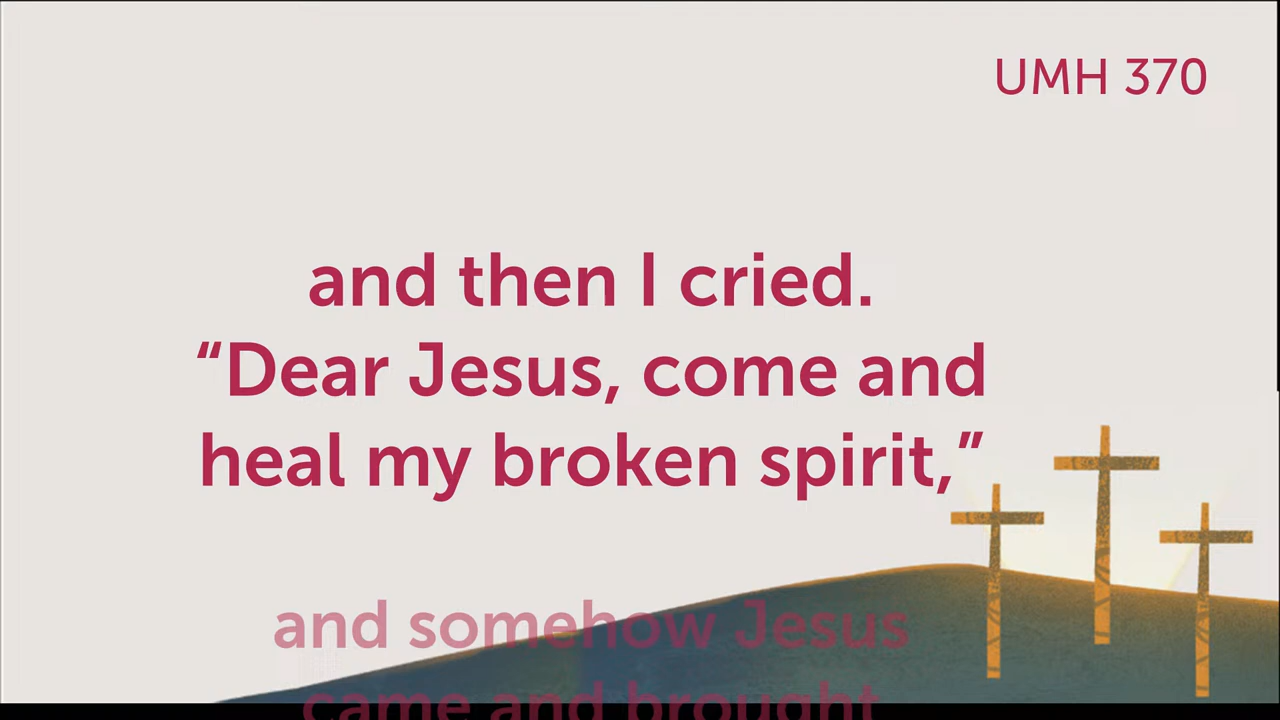 UMH 370
and then I cried.
“Dear Jesus, come and
heal my broken spirit,”
and somehow Jesus
came and brought